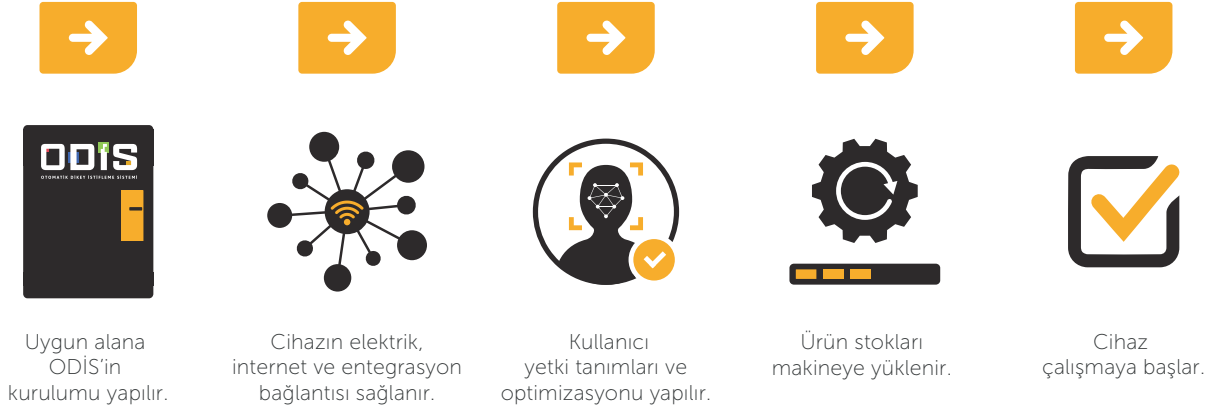 ODİS
OTOMATİK DİKEY İSTİFLEME SİSTEMİ
Uygun alana
ODİS’in
kurulumu yapılır.
Cihazın elektrik,
internet ve entegrasyon
bağlantısı sağlanır.
Kullanıcı
yetki tanımları ve
optimizasyonu yapılır.
Ürün stokları
makineye yüklenir.
Cihaz
çalışmaya başlar.